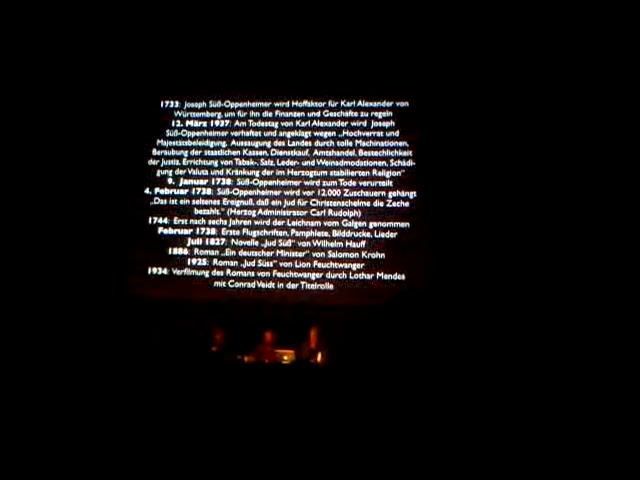 1733: Joseph Süß-Oppenheimer wird Hoffaktor für Karl Alexander von
Württemberg, um für ihn die Finanzen und Geschäfte zu regeln
12. März 1937: Am Todestag von Karl Alexander wird Joseph
Süß-Oppenheimer verhaftet und angeklagt wegen „Hochverrat und
Majestätsbeleidigung, Aussaugung des Landes durch tolle Machinationen,
Beraubung der staatlichen Kassen, Dienstkauf, Amtshandel, Bestechlichkeit
der Justiz, Errichtung von Tabak-, Salz, Leder- und Weinadmodationen, Schädi-
gung der Valuta und Kränkung der im Herzogtum stabilierten Religion“
9. Januar 1738: Süß-Oppenheimer wird zum Tode verurteilt
4. Februar 1738: Süß-Oppenheimer wird vor 12.000 Zuschauern gehängt
„Das ist ein seltenes Ereignuß, daß ein Jud für Christenschelme die Zeche
bezahlt.“ (Herzog Administrator Carl Rudolph)
1744: Erst nach sechs Jahren wird der Leichnam vom Galgen genommen
Februar 1738: Erste Flugschriften, Pamphlete, Bilddrucke, Lieder
Juli 1827: Novelle „Jud Süß“ von Wilhelm Hauff
1886: Roman „Ein deutscher Minister“ von Salomon Krohn
1925: Roman „Jud Süss“ von Lion Feuchtwanger
1934: Verfilmung des Romans von Feuchtwanger durch Lothar Mendes
mit Conrad Veidt in der Titelrolle